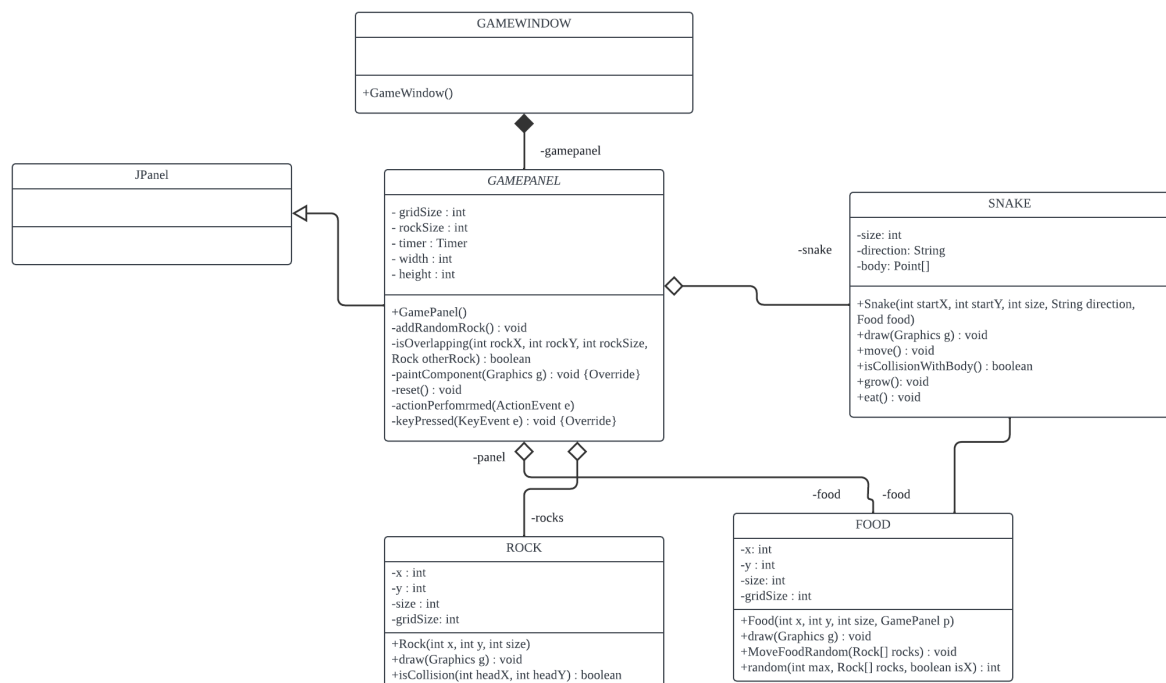 GAMEWINDOW
+GameWindow()
-gamepanel
JPanel
GAMEPANEL
- gridSize : int
- rockSize : int
- timer : Timer
- width : int
- height : int
+GamePanel()
-addRandomRock() : void
-isOverlapping(int rockX, int rockY, int rockSize,
Rock otherRock) : boolean
-paintComponent(Graphics g) : void {Override}
-reset() : void
-actionPerfomrmed(ActionEvent e)
-keyPressed(KeyEvent e) : void {Override}
-snake
SNAKE
-size: int
-direction: String
-body: Point[]
+Snake(int startX, int startY, int size, String direction,
Food food)
+draw(Graphics g) : void
+move() : void
+isCollisionWithBody() : boolean
+grow(): void
+eat() : void
-panel
-rocks
-food
-food
ROCK
-x : int
-y : int
-size : int
-gridSize: int
+Rock(int x, int y, int size)
+draw(Graphics g) : void
+isCollision(int headX, int headY) : boolean
FOOD
-x: int
-y : int
-size: int
-gridSize : int
+Food(int x, int y, int size, GamePanel p)
+draw(Graphics g) : void
+MoveFoodRandom(Rock[] rocks) : void
+random(int max, Rock[] rocks, boolean isX) : int